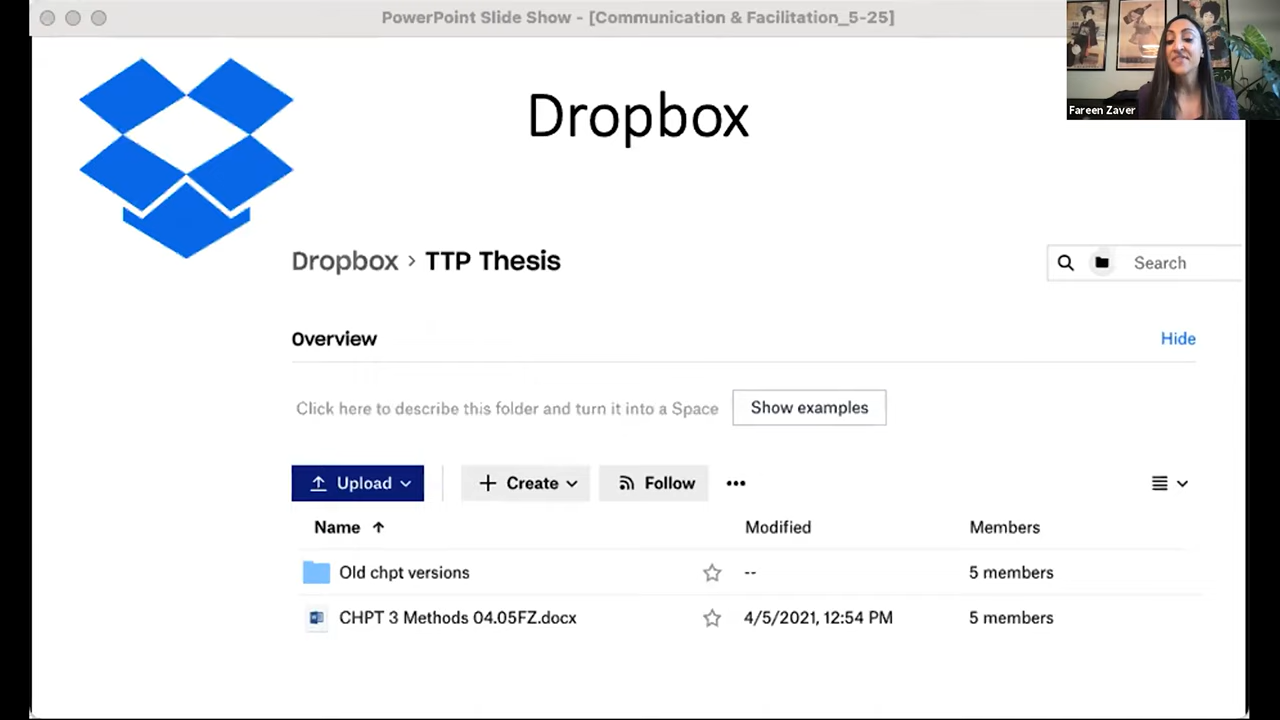 PowerPoint Slide Show - [Communication & Facilitation_5-25]
Fareen Zaver
Dropbox
Dropbox > TTP Thesis
Search
Overview
Hide
Click here to describe this folder and turn it into a Space
Show examples
Upload
Create
Follow
Name
Modified
Members
Old chpt versions
--
5 members
CHPT 3 Methods 04.05FZ.docx
4/5/2021, 12:54 PM
5 members